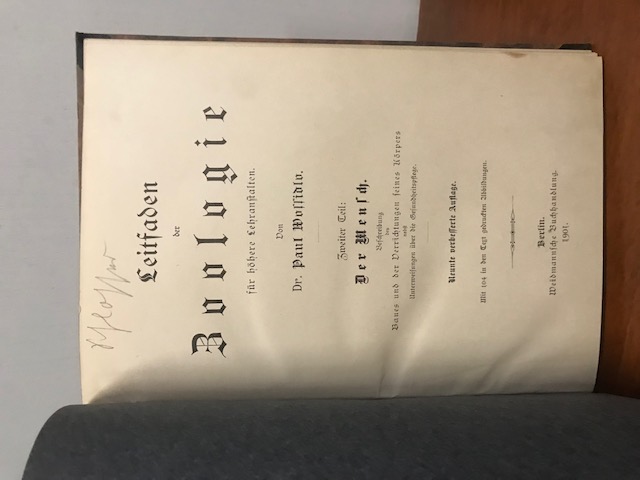 Leitfaden
der
Zoologie
für höhere Lehranstalten.
Von
Dr. Paul Wossidlo.
Zweiter Teil:
Der Mensch.
Beschreibung
des
Baues und der Verrichtungen seines Körpers
und
Unterweisungen über die Gesundheitspflege.
Neunte verbesserte Auflage.
Mit 104 in den Text gedruckten Abbildungen.
Berlin.
Weidmannsche Buchhandlung.
1901.